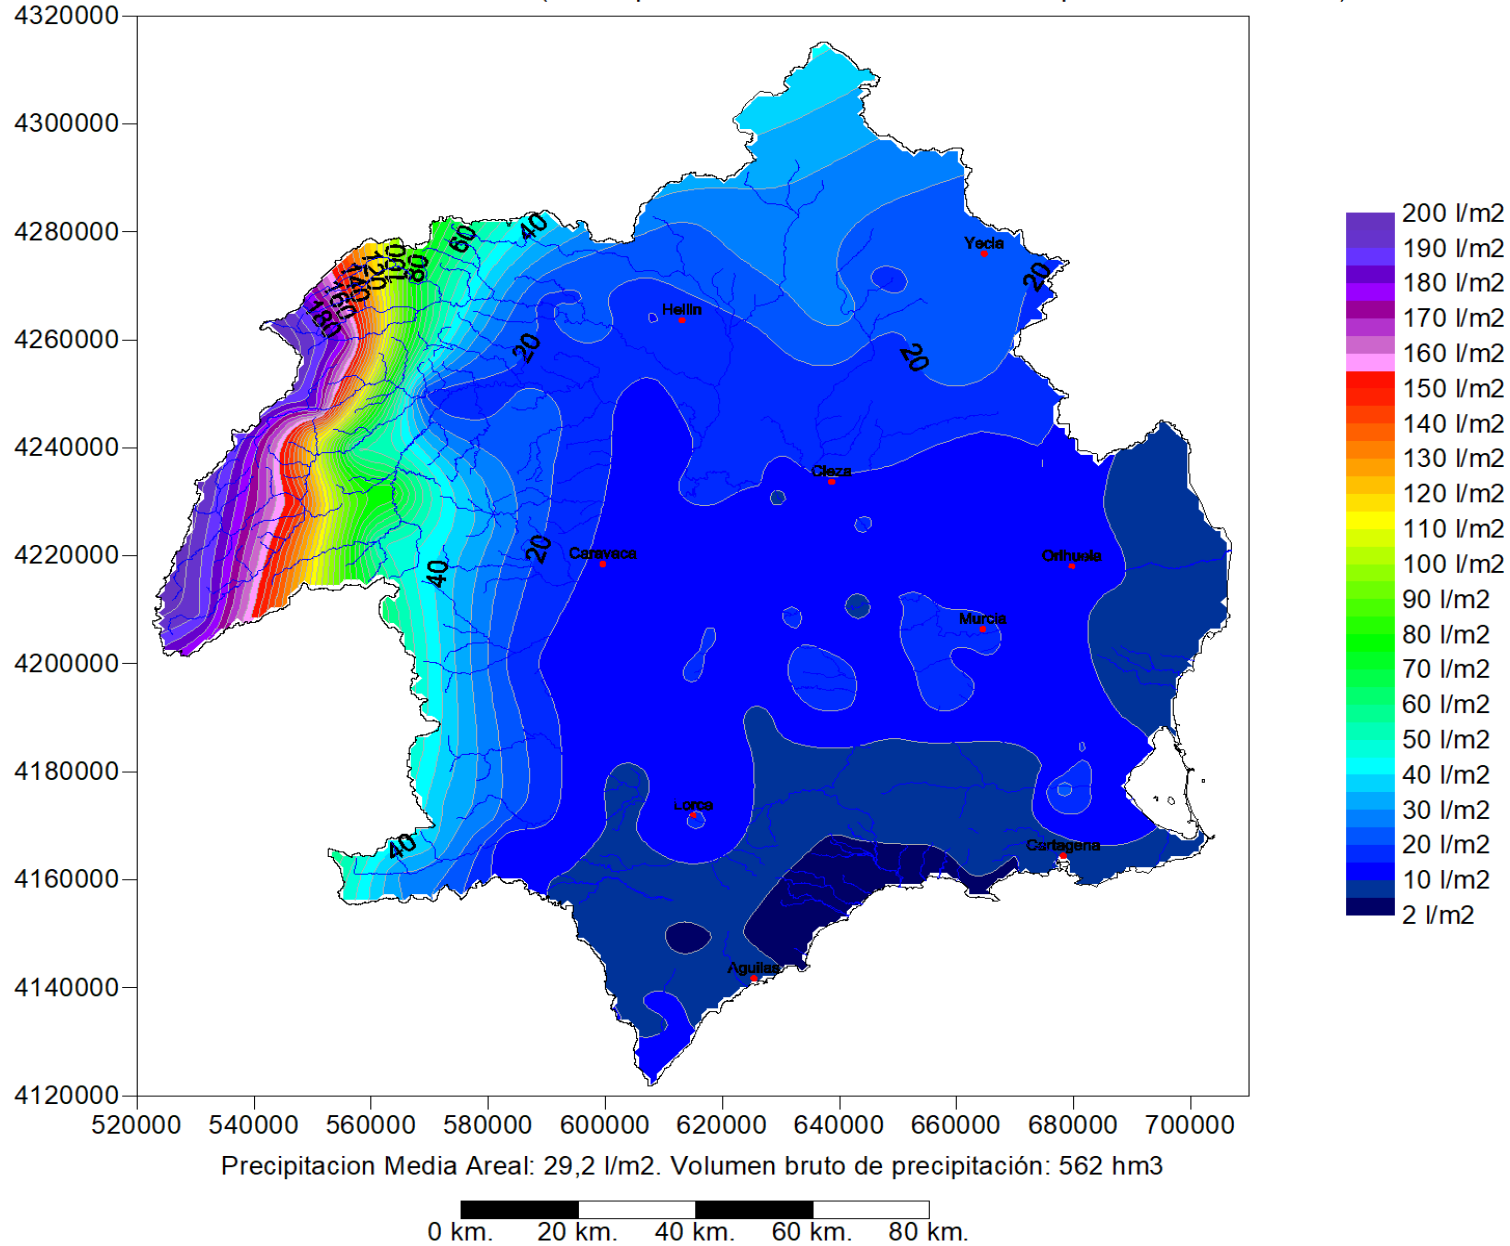 4320000
4300000
4280000
4260000
4240000
4220000
4200000
4180000
4160000
4140000
4120000
520000 540000 560000 580000 600000 620000 640000 660000 680000 700000
40
60
80
120
140
160
180
20
20
20
20
40
40
Yecla
Hellin
Cieza
Caravaca
Orihuela
Murcia
Lorca
Cartagena
Aguilas
200 l/m2
190 l/m2
180 l/m2
170 l/m2
160 l/m2
150 l/m2
140 l/m2
130 l/m2
120 l/m2
110 l/m2
100 l/m2
90 l/m2
80 l/m2
70 l/m2
60 l/m2
50 l/m2
40 l/m2
30 l/m2
20 l/m2
10 l/m2
2 l/m2
Precipitacion Media Areal: 29,2 l/m2. Volumen bruto de precipitación: 562 hm3
0 km. 20 km. 40 km. 60 km. 80 km.